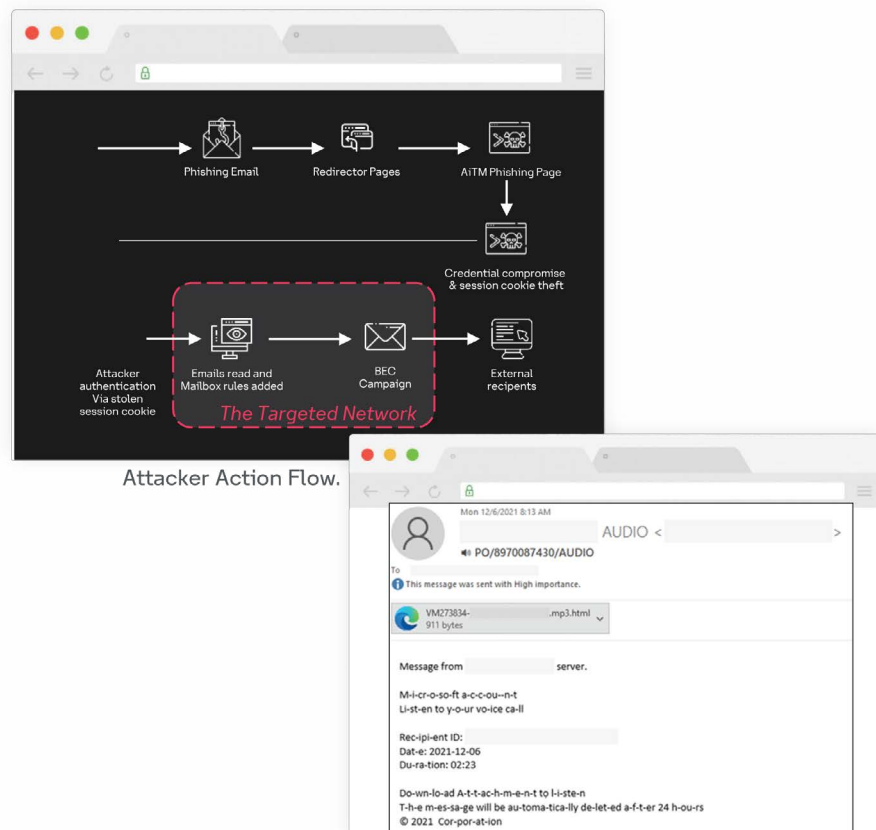 Phishing Email
Redirector Pages
AiTM Phishing Page
Credential compromise
& session cookie theft
Attacker
authentication
Via stolen
session cookie
Emails read and
Mailbox rules added
BEC
Campaign
External
recipents
The Targeted Network
Attacker Action Flow.
Mon 12/6/2021 8:13 AM
AUDIO < >
PO/8970087430/AUDIO
To
This message was sent with High importance.
VM273834- .mp3.html
911 bytes
Message from server.
M-i-cr-o-so-ft a-c-c-ou--n-t
Li-st-en to y-o-ur vo-ice ca-ll
Rec-ipi-ent ID:
Dat-e: 2021-12-06
Du-ra-tion: 02:23
Do-wn-lo-ad A-t-t-ac-h-m-e-n-t to l-i-ste-n
T-h-e m-es-sa-ge will be au-toma-tica-lly de-let-ed a-f-t-er 24 h-ou-rs
© 2021 Cor-por-at-ion